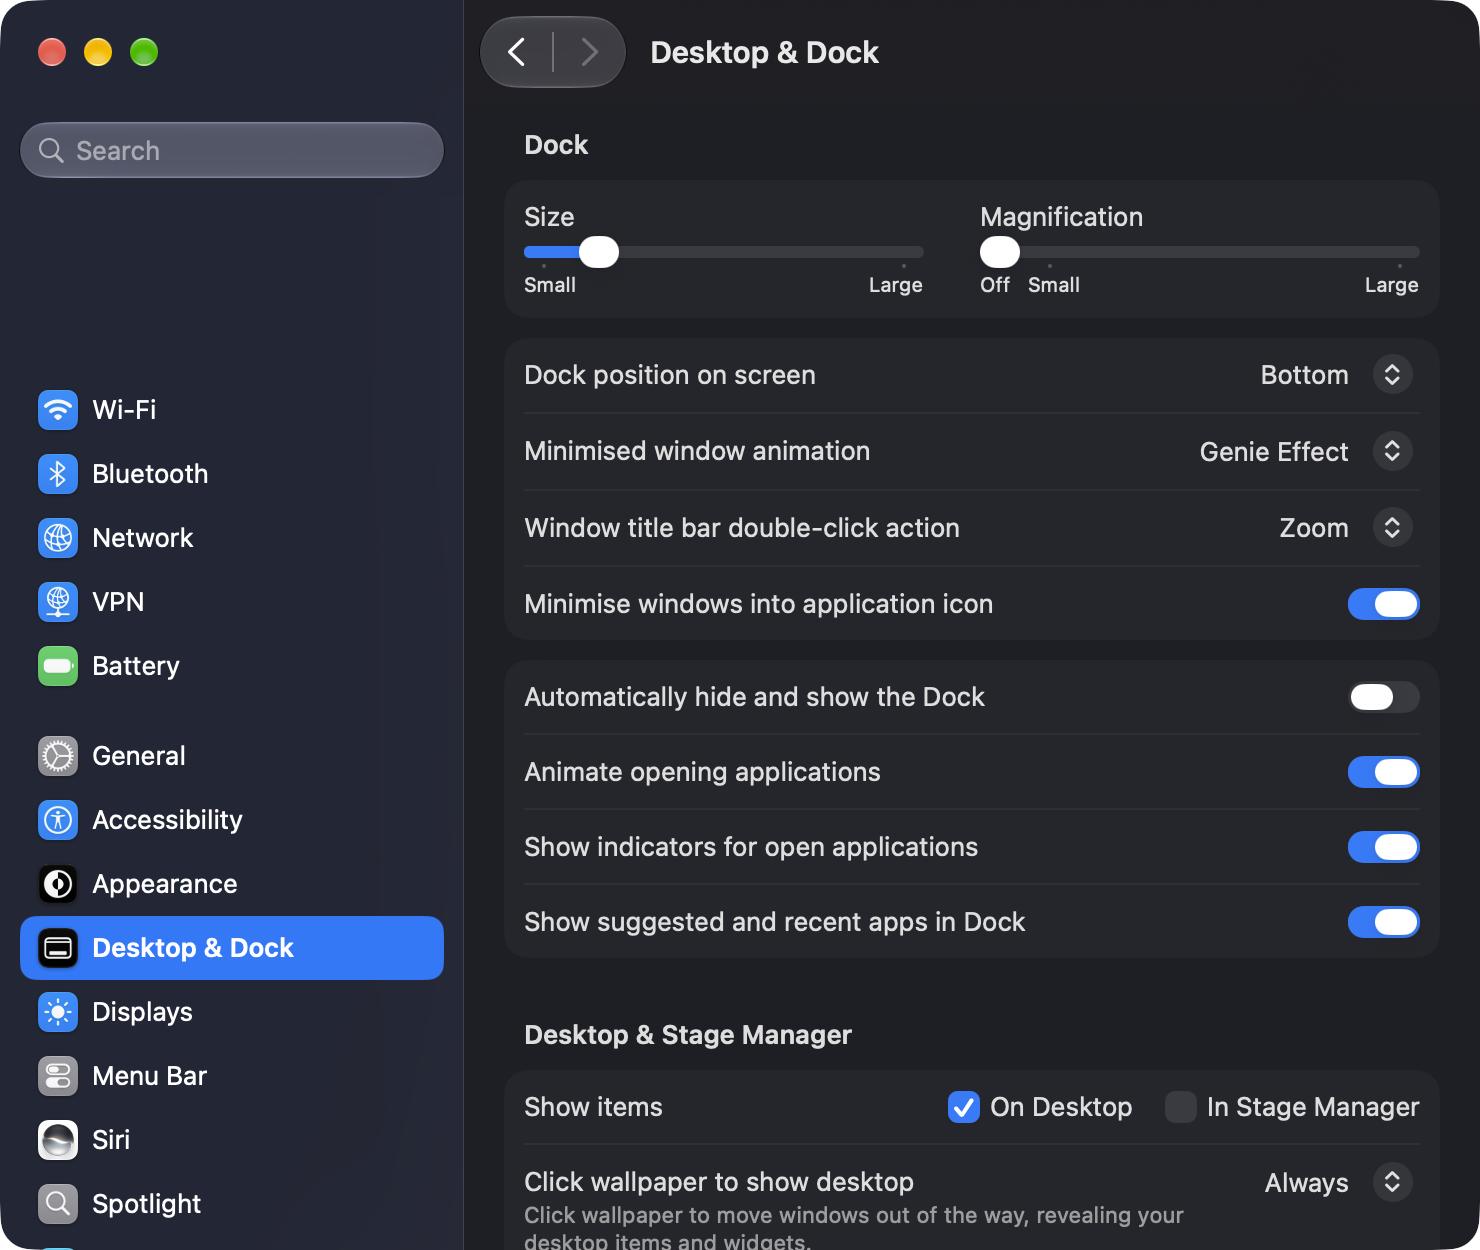 Search
Wi-Fi
Bluetooth
Network
VPN
Battery
General
Accessibility
Appearance
Desktop & Dock
Displays
Menu Bar
Siri
Spotlight
Desktop & Dock
Dock
Size
Small Large
Magnification
Off Small Large
Dock position on screen Bottom
Minimised window animation Genie Effect
Window title bar double-click action Zoom
Minimise windows into application icon
Automatically hide and show the Dock
Animate opening applications
Show indicators for open applications
Show suggested and recent apps in Dock
Desktop & Stage Manager
Show items On Desktop In Stage Manager
Click wallpaper to show desktop Always
Click wallpaper to move windows out of the way, revealing your
desktop items and widgets.